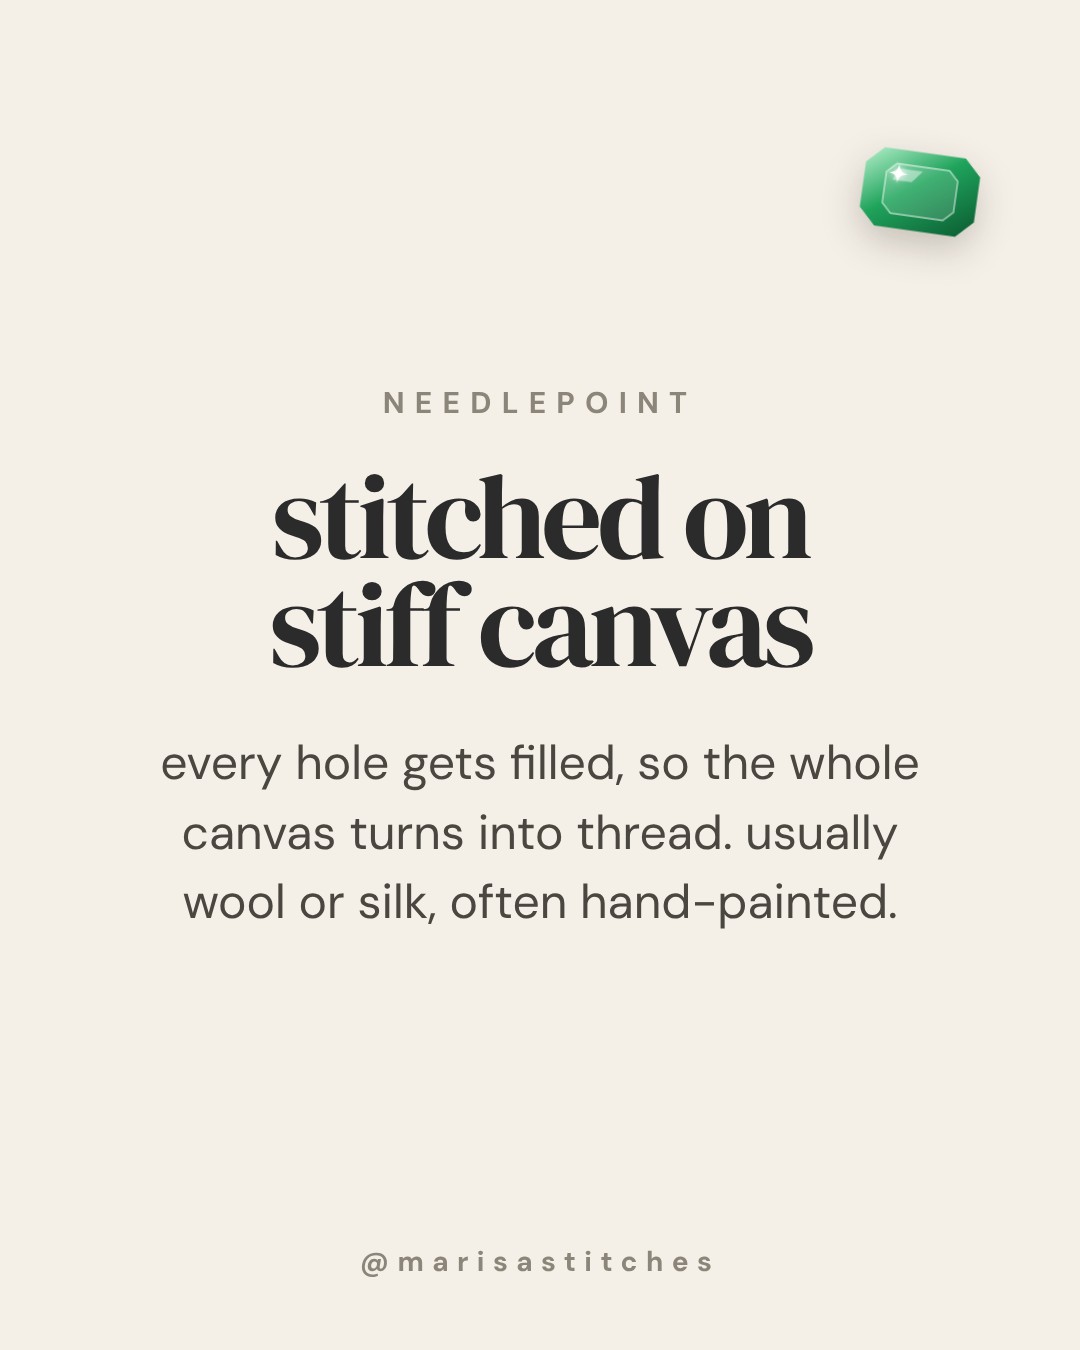 NEEDLEPOINT
stitched on
stiff canvas
every hole gets filled, so the whole
canvas turns into thread. usually
wool or silk, often hand-painted.
@marisastitches